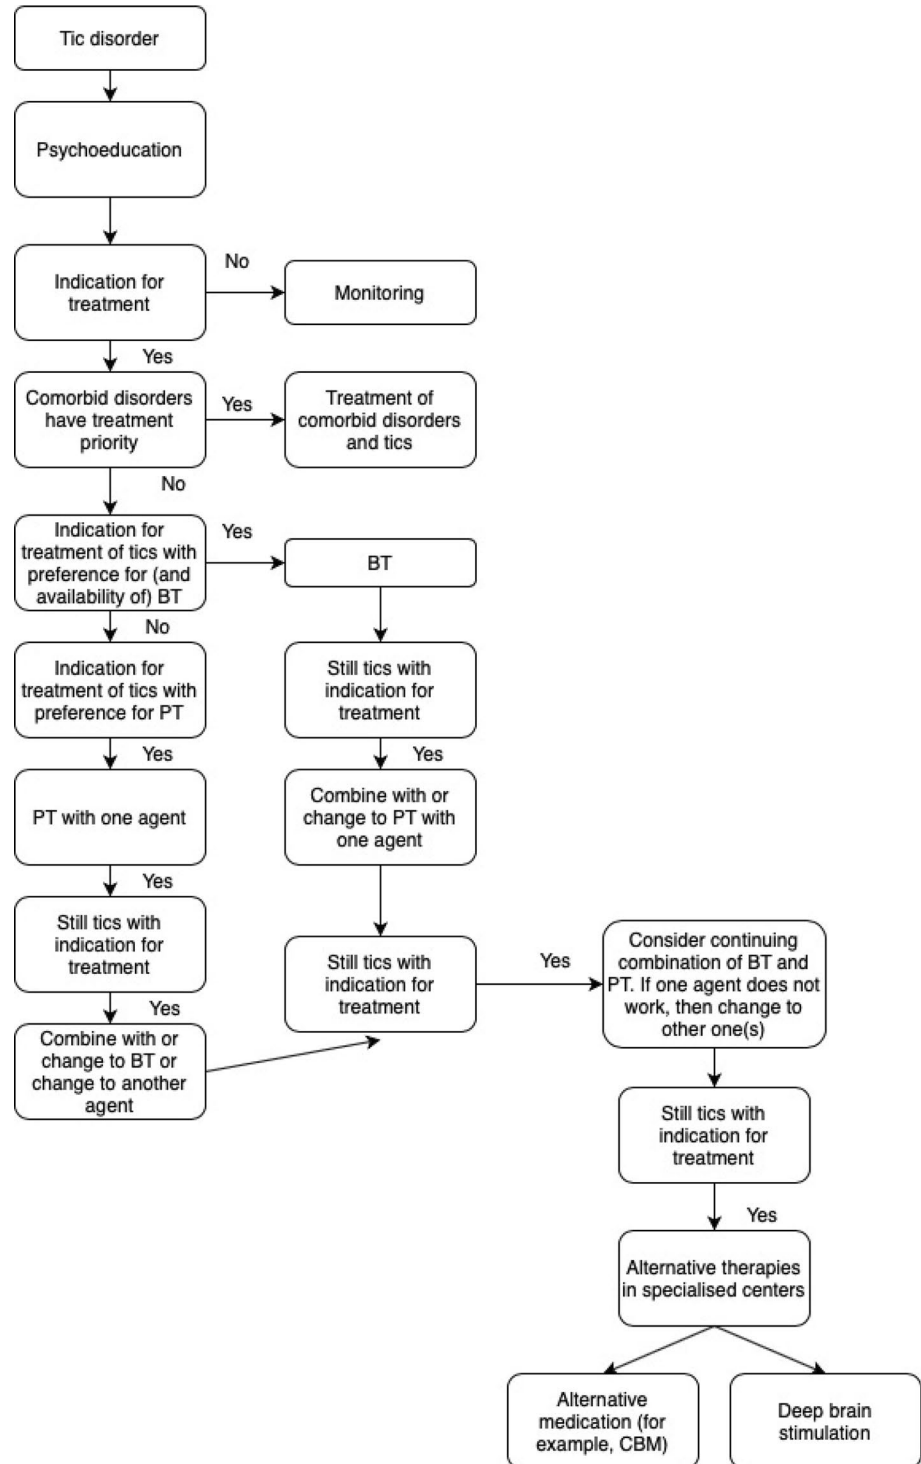 Tic disorder
Psychoeducation
Indication for
treatment
No
Monitoring
Yes
Comorbid disorders
have treatment
priority
Yes
Treatment of
comorbid disorders
and tics
No
Indication for
treatment of tics with
preference for (and
availability of) BT
Yes
BT
No
Indication for
treatment of tics with
preference for PT
Still tics with
indication for
treatment
Yes
Yes
PT with one agent
Combine with or
change to PT with
one agent
Yes
Still tics with
indication for
treatment
Yes
Combine with or
change to BT or
change to another
agent
Still tics with
indication for
treatment
Yes
Consider continuing
combination of BT and
PT. If one agent does not
work, then change to
other one(s)
Still tics with
indication for
treatment
Yes
Alternative therapies
in specialised centers
Alternative
medication (for
example, CBM)
Deep brain
stimulation